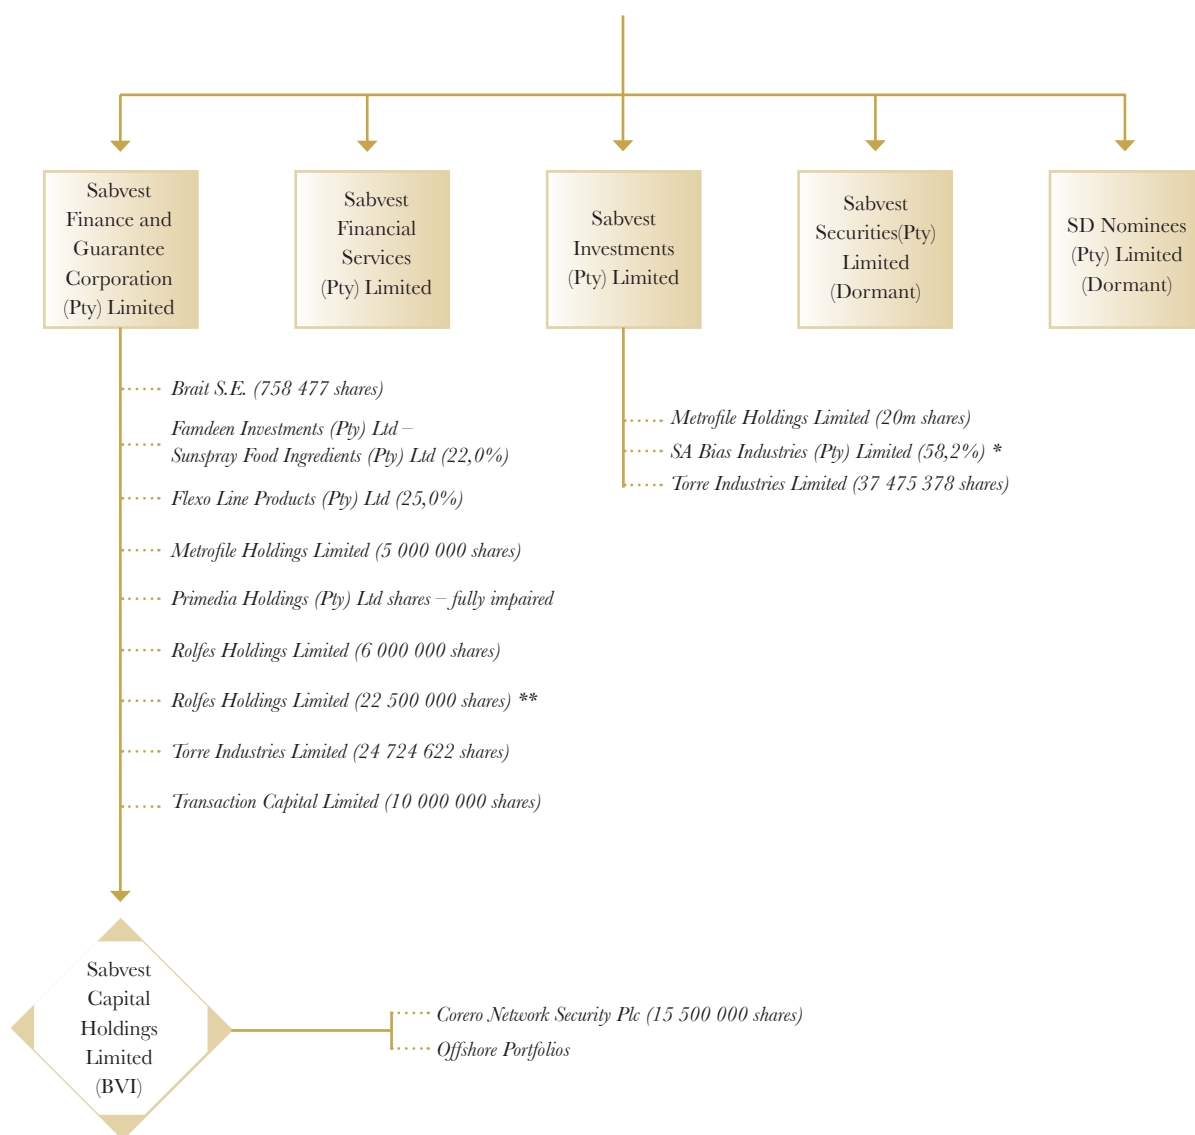 Sabvest
Finance and
Guarantee
Corporation
(Pty) Limited
Sabvest
Financial
Services
(Pty) Limited
Sabvest
Investments
(Pty) Limited
Sabvest
Securities(Pty)
Limited
(Dormant)
SD Nominees
(Pty) Limited
(Dormant)
Brait S.E. (758 477 shares)
Famdeen Investments (Pty) Ltd –
Sunspray Food Ingredients (Pty) Ltd (22,0%)
Flexo Line Products (Pty) Ltd (25,0%)
Metrofile Holdings Limited (5 000 000 shares)
Primedia Holdings (Pty) Ltd shares – fully impaired
Rolfes Holdings Limited (6 000 000 shares)
Rolfes Holdings Limited (22 500 000 shares) **
Torre Industries Limited (24 724 622 shares)
Transaction Capital Limited (10 000 000 shares)
Metrofile Holdings Limited (20m shares)
SA Bias Industries (Pty) Limited (58,2%) *
Torre Industries Limited (37 475 378 shares)
Sabvest
Capital
Holdings
Limited
(BVI)
Corero Network Security Plc (15 500 000 shares)
Offshore Portfolios